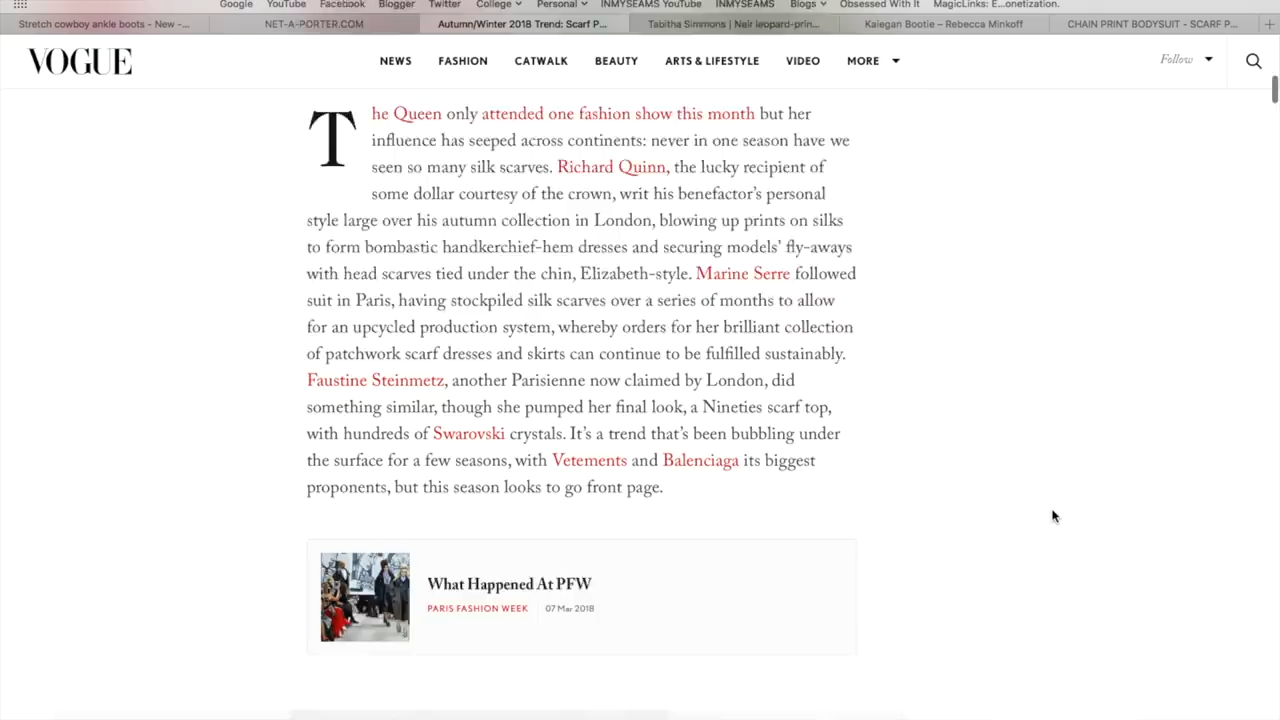 Google YouTube Facebook Blogger Twitter College Personal INMYSEAMS YouTube INMYSEAMS Blogs Obsessed With It MagicLinks: E...onetization.
Stretch cowboy ankle boots - New -... NET-A-PORTER.COM Autumn/Winter 2018 Trend: Scarf P... Tabitha Simmons | Neir leopard-prin... Kaiegan Bootie – Rebecca Minkoff CHAIN PRINT BODYSUIT - SCARF P...
VOGUE NEWS FASHION CATWALK BEAUTY ARTS & LIFESTYLE VIDEO MORE Follow
The Queen only attended one fashion show this month but her
influence has seeped across continents: never in one season have we
seen so many silk scarves. Richard Quinn, the lucky recipient of
some dollar courtesy of the crown, writ his benefactor's personal
style large over his autumn collection in London, blowing up prints on silks
to form bombastic handkerchief-hem dresses and securing models' fly-aways
with head scarves tied under the chin, Elizabeth-style. Marine Serre followed
suit in Paris, having stockpiled silk scarves over a series of months to allow
for an upcycled production system, whereby orders for her brilliant collection
of patchwork scarf dresses and skirts can continue to be fulfilled sustainably.
Faustine Steinmetz, another Parisienne now claimed by London, did
something similar, though she pumped her final look, a Nineties scarf top,
with hundreds of Swarovski crystals. It's a trend that's been bubbling under
the surface for a few seasons, with Vetements and Balenciaga its biggest
proponents, but this season looks to go front page.
What Happened At PFW
PARIS FASHION WEEK 07 Mar 2018